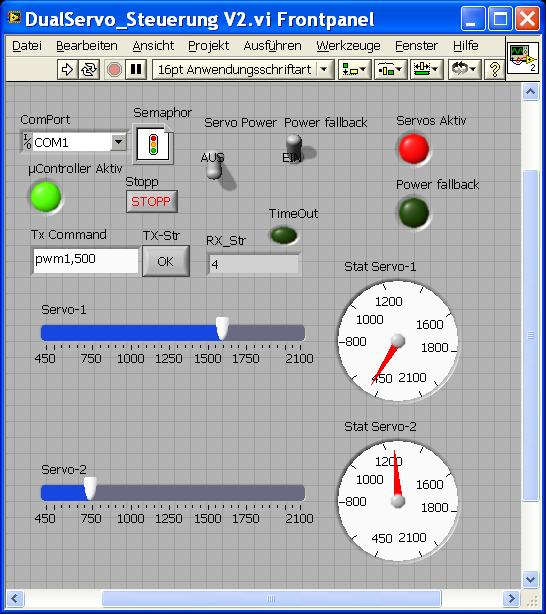 DualServo_Steuerung V2.vi Frontpanel
Datei Bearbeiten Ansicht Projekt Ausführen Werkzeuge Fenster Hilfe
16pt Anwendungsschriftart
?
2
ComPort
Semaphor
Servo Power
Power fallback
Servos Aktiv
I/%
COM1
AUS
EIN
µController Aktiv
Stopp
STOPP
Power fallback
TimeOut
Tx Command
TX-Str
RX_Str
pwm1,500
OK
4
Stat Servo-1
Servo-1
450 750 1000 1250 1500 1750 2100
450 800 1000 1200 1600 1800 2100
Stat Servo-2
Servo-2
450 750 1000 1250 1500 1750 2100
450 800 1000 1200 1600 1800 2100